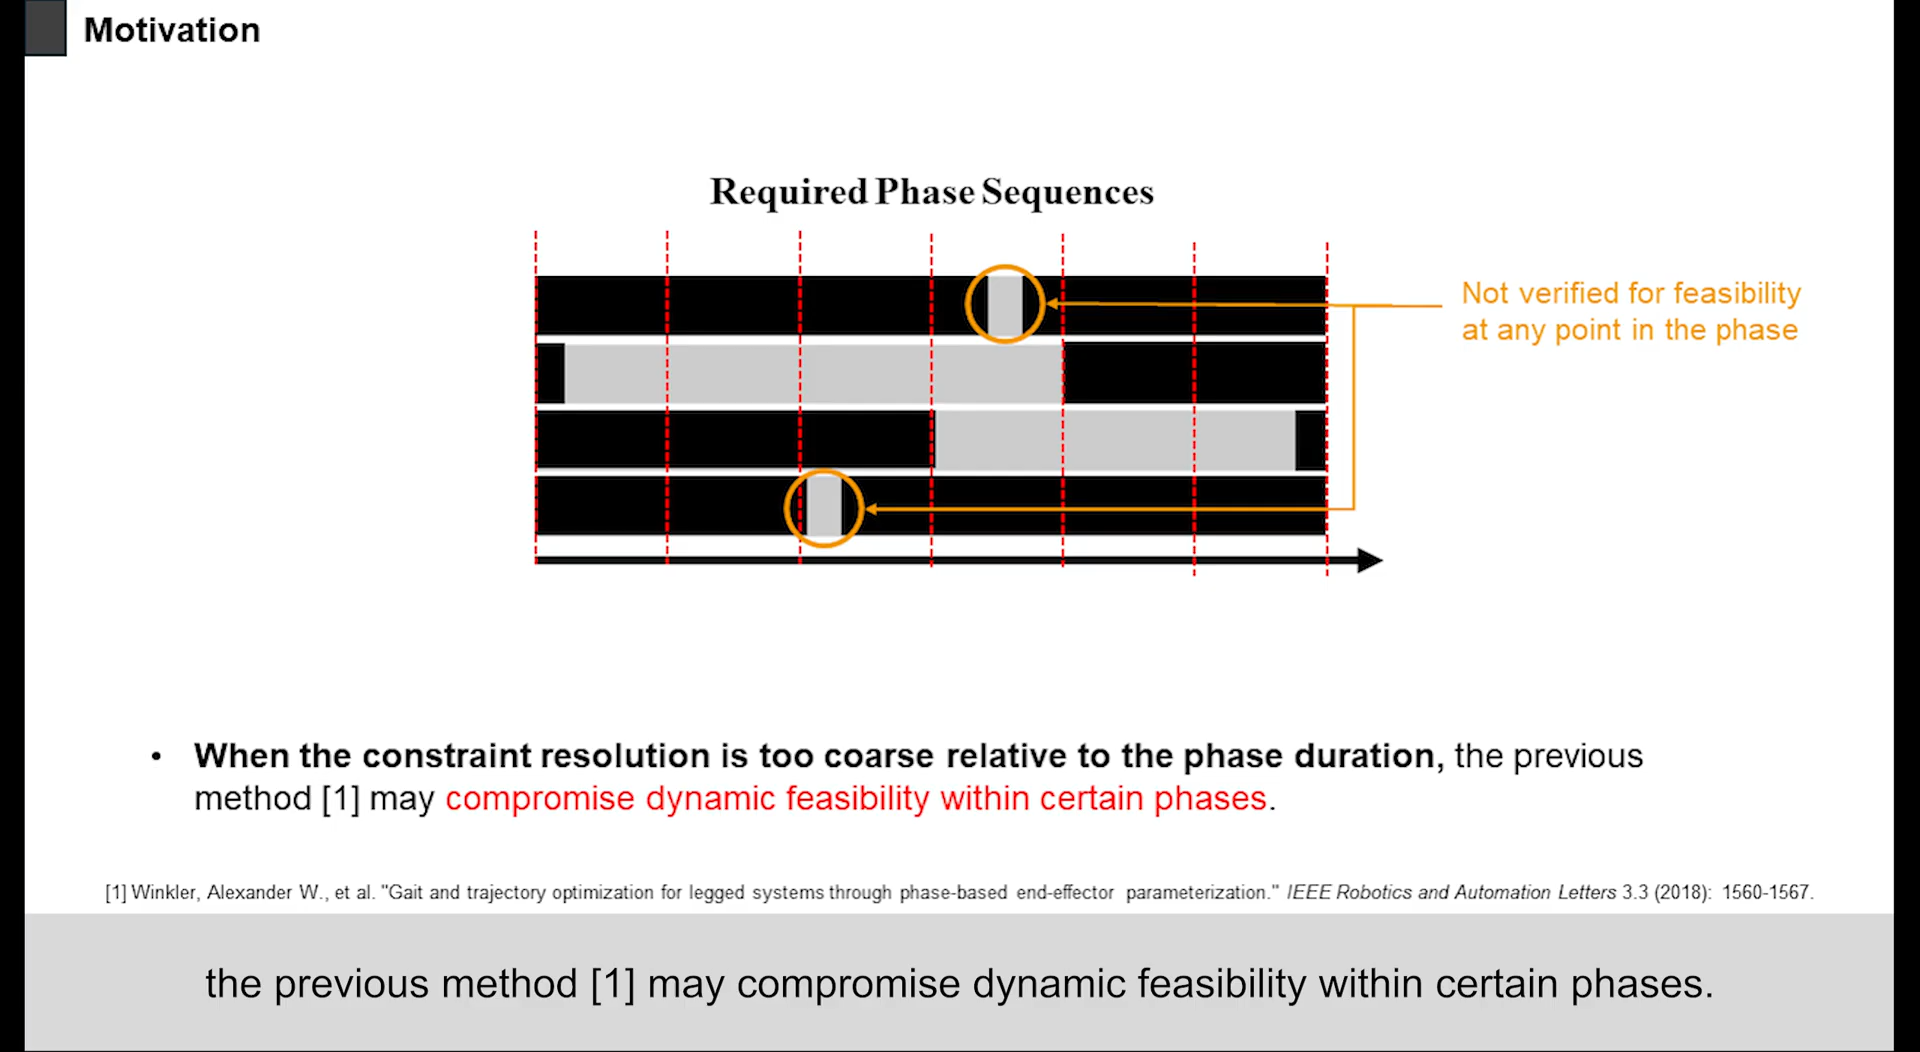 Motivation
Required Phase Sequences
Not verified for feasibility
at any point in the phase
• When the constraint resolution is too coarse relative to the phase duration, the previous
method [1] may compromise dynamic feasibility within certain phases.
[1] Winkler, Alexander W., et al. "Gait and trajectory optimization for legged systems through phase-based end-effector parameterization." IEEE Robotics and Automation Letters 3.3 (2018): 1560-1567.
the previous method [1] may compromise dynamic feasibility within certain phases.